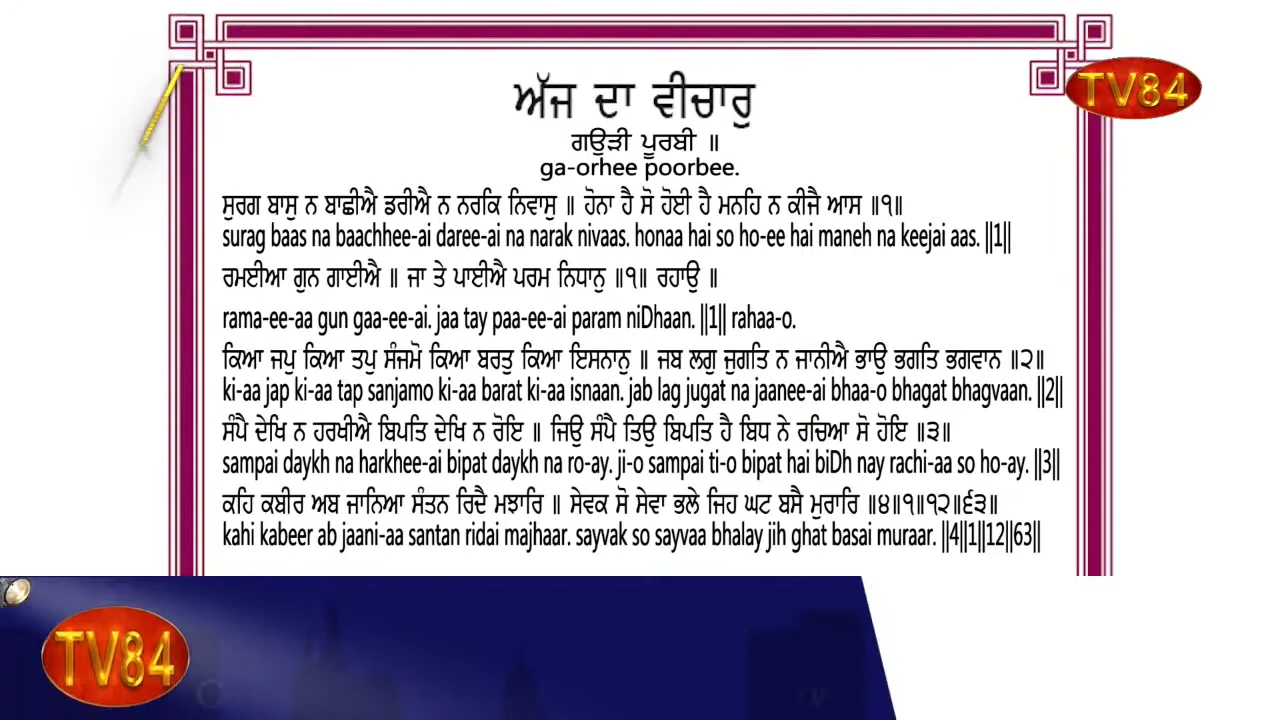 ਅੱਜ ਦਾ ਵੀਚਾਰੁ
TV84
ਗਉੜੀ ਪੂਰਬੀ ॥
ga-orhee poorbee.
ਸੁਰਗ ਬਾਸੁ ਨ ਬਾਛੀਐ ਡਰੀਐ ਨ ਨਰਕਿ ਨਿਵਾਸੁ ॥ ਹੋਨਾ ਹੈ ਸੋ ਹੋਈ ਹੈ ਮਨਹਿ ਨ ਕੀਜੈ ਆਸ ॥੧॥
surag baas na baachhee-ai daree-ai na narak nivaas. honaa hai so ho-ee hai maneh na keejai aas. ||1||
ਰਮਈਆ ਗੁਨ ਗਾਈਐ ॥ ਜਾ ਤੇ ਪਾਈਐ ਪਰਮ ਨਿਧਾਨੁ ॥੧॥ ਰਹਾਉ ॥
rama-ee-aa gun gaa-ee-ai. jaa tay paa-ee-ai param niDhaan. ||1|| rahaa-o.
ਕਿਆ ਜਪੁ ਕਿਆ ਤਪੁ ਸੰਜਮੋ ਕਿਆ ਬਰਤੁ ਕਿਆ ਇਸਨਾਨੁ ॥ ਜਬ ਲਗੁ ਜੁਗਤਿ ਨ ਜਾਨੀਐ ਭਾਉ ਭਗਤਿ ਭਗਵਾਨ ॥੨॥
ki-aa jap ki-aa tap sanjamo ki-aa barat ki-aa isnaan. jab lag jugat na jaanee-ai bhaa-o bhagat bhagvaan. ||2||
ਸੰਪੈ ਦੇਖਿ ਨ ਹਰਖੀਐ ਬਿਪਤਿ ਦੇਖਿ ਨ ਰੋਇ ॥ ਜਿਉ ਸੰਪੈ ਤਿਉ ਬਿਪਤਿ ਹੈ ਬਿਧ ਨੇ ਰਚਿਆ ਸੋ ਹੋਇ ॥੩॥
sampai daykh na harkhee-ai bipat daykh na ro-ay. ji-o sampai ti-o bipat hai biDh nay rachi-aa so ho-ay. ||3||
ਕਹਿ ਕਬੀਰ ਅਬ ਜਾਨਿਆ ਸੰਤਨ ਰਿਦੈ ਮਝਾਰਿ ॥ ਸੇਵਕ ਸੋ ਸੇਵਾ ਭਲੇ ਜਿਹ ਘਟ ਬਸੈ ਮੁਰਾਰਿ ॥੪॥੧॥੧੨॥੬੩॥
kahi kabeer ab jaani-aa santan ridai majhaar. sayvak so sayvaa bhalay jih ghat basai muraar. ||4||1||12||63||
TV84